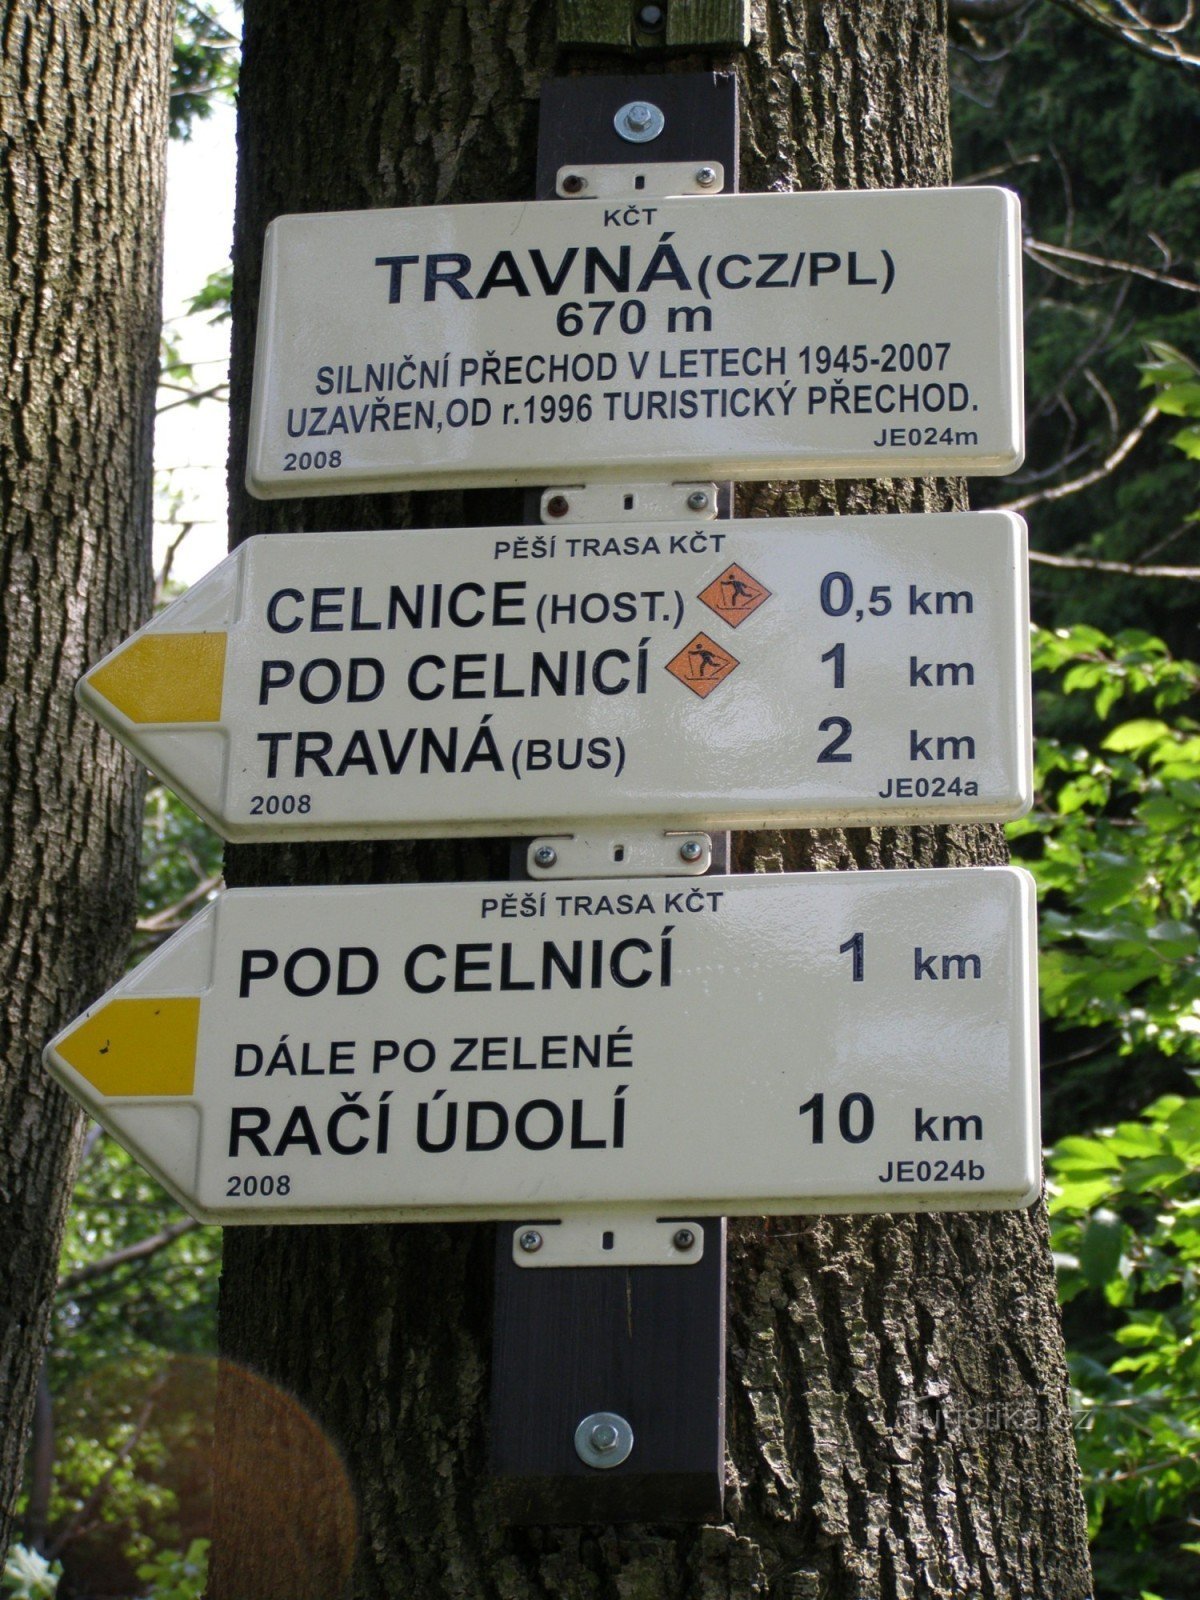 KČT
TRAVNÁ (CZ/PL)
670 m
SILNIČNÍ PŘECHOD V LETECH 1945-2007
UZAVŘEN,OD r.1996 TURISTICKÝ PŘECHOD.
2008 JE024m
PĚŠÍ TRASA KČT
CELNICE (HOST.) 0,5 km
POD CELNICÍ 1 km
TRAVNÁ (BUS) 2 km
2008 JE024a
PĚŠÍ TRASA KČT
POD CELNICÍ 1 km
DÁLE PO ZELENÉ
RAČÍ ÚDOLÍ 10 km
2008 JE024b
Turistika.cz